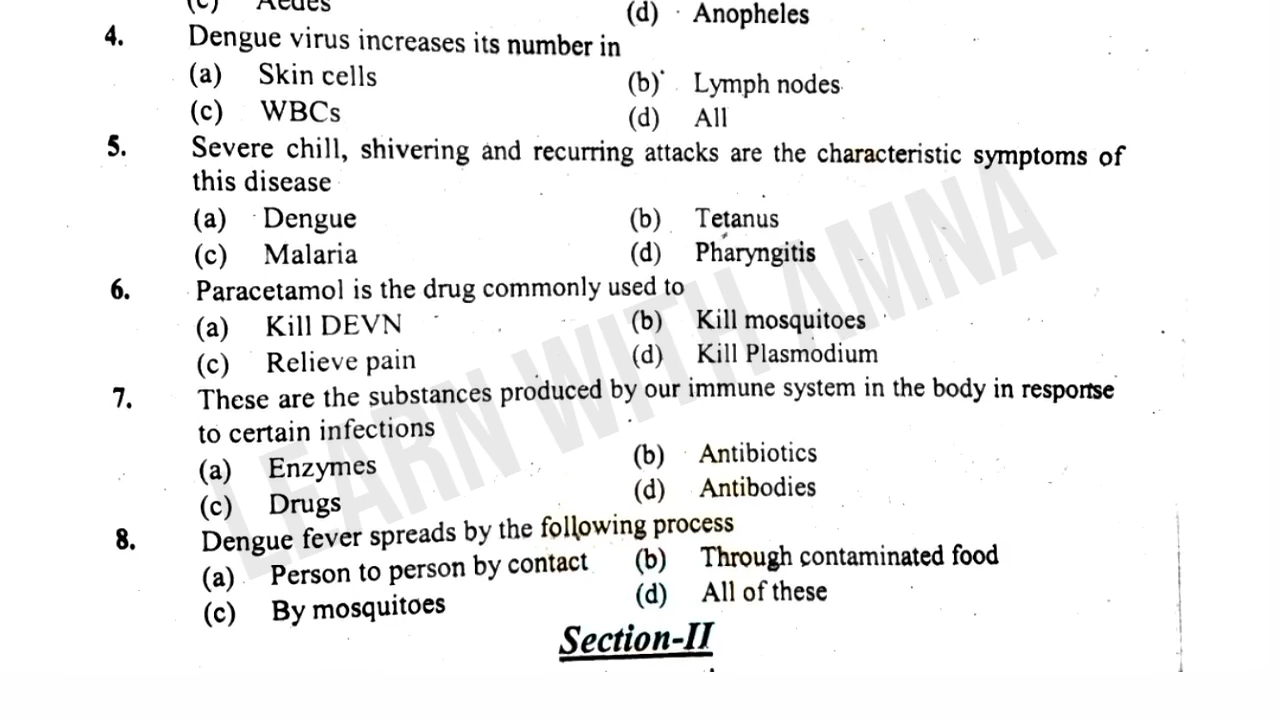 (c) Aedes (d) Anopheles
4. Dengue virus increases its number in
(a) Skin cells (b) Lymph nodes
(c) WBCs (d) All
5. Severe chill, shivering and recurring attacks are the characteristic symptoms of
this disease
(a) Dengue (b) Tetanus
(c) Malaria (d) Pharyngitis
6. Paracetamol is the drug commonly used to
(a) Kill DEVN (b) Kill mosquitoes
(c) Relieve pain (d) Kill Plasmodium
7. These are the substances produced by our immune system in the body in response
to certain infections
(a) Enzymes (b) Antibiotics
(c) Drugs (d) Antibodies
8. Dengue fever spreads by the following process
(a) Person to person by contact (b) Through contaminated food
(c) By mosquitoes (d) All of these
Section-II
LEARN WITH AMNA